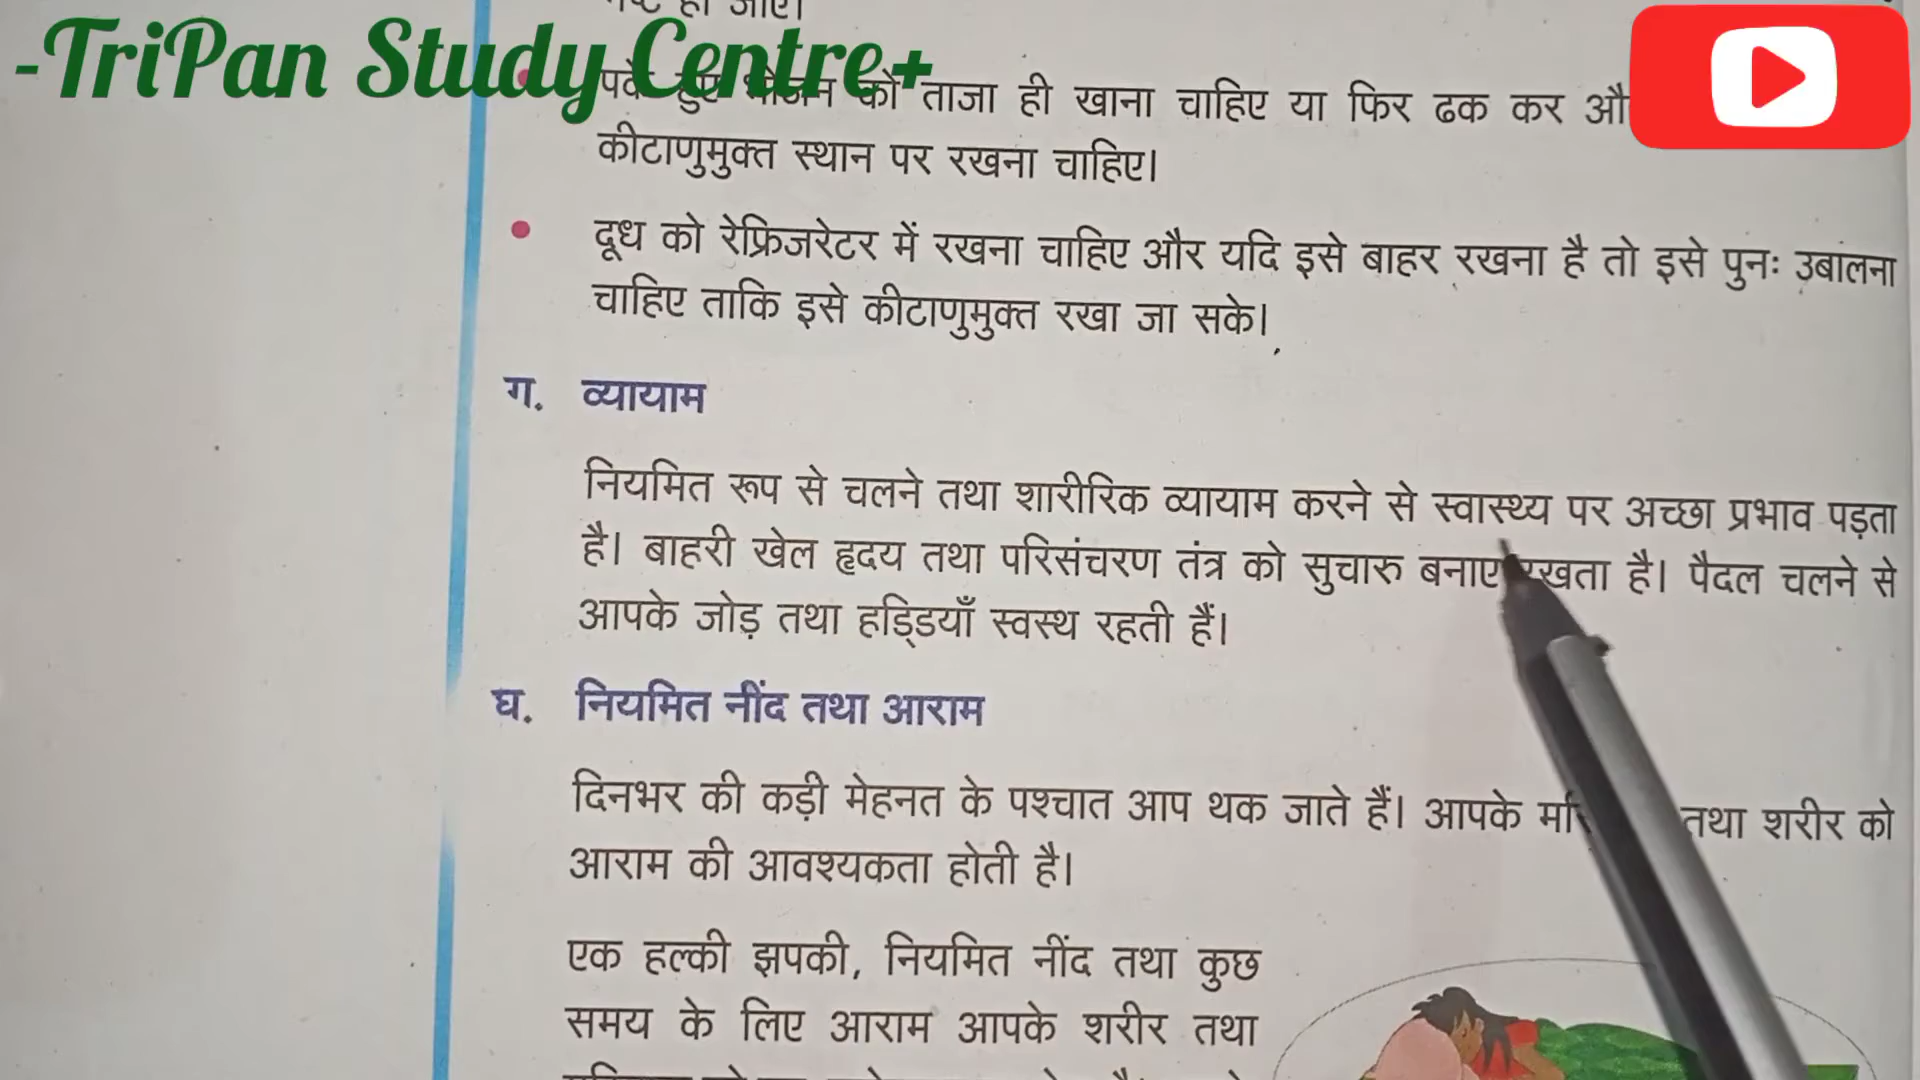 -TriPan Study Centre+
हो जाए।
पके हुए भोजन को ताजा ही खाना चाहिए या फिर ढक कर
कीटाणुमुक्त स्थान पर रखना चाहिए।
• दूध को रेफ्रिजरेटर में रखना चाहिए और यदि इसे बाहर रखना है तो इसे पुनः उबालना
चाहिए ताकि इसे कीटाणुमुक्त रखा जा सके।
ग. व्यायाम
नियमित रूप से चलने तथा शारीरिक व्यायाम करने से स्वास्थ्य पर अच्छा प्रभाव पड़ता
है। बाहरी खेल हृदय तथा परिसंचरण तंत्र को सुचारु बनाए रखता है। पैदल चलने से
आपके जोड़ तथा हड्डियाँ स्वस्थ रहती हैं।
घ. नियमित नींद तथा आराम
दिनभर की कड़ी मेहनत के पश्चात आप थक जाते हैं। आपके तथा शरीर को
आराम की आवश्यकता होती है।
एक हल्की झपकी, नियमित नींद तथा कुछ
समय के लिए आराम आपके शरीर तथा